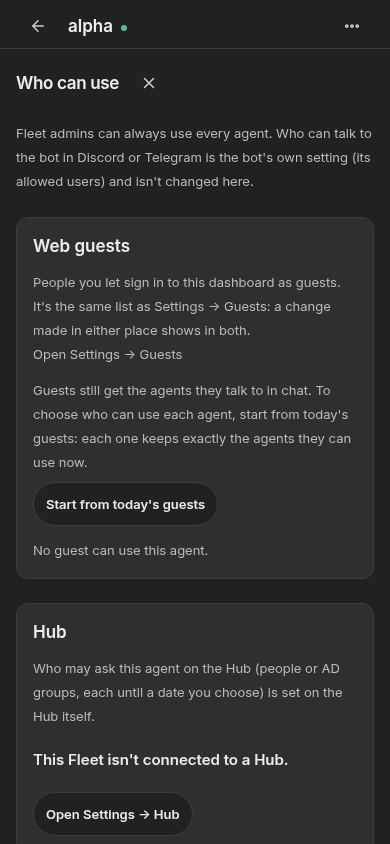 alpha
Who can use
Fleet admins can always use every agent. Who can talk to
the bot in Discord or Telegram is the bot's own setting (its
allowed users) and isn't changed here.
Web guests
People you let sign in to this dashboard as guests.
It's the same list as Settings → Guests: a change
made in either place shows in both.
Open Settings → Guests
Guests still get the agents they talk to in chat. To
choose who can use each agent, start from today's
guests: each one keeps exactly the agents they can
use now.
Start from today's guests
No guest can use this agent.
Hub
Who may ask this agent on the Hub (people or AD
groups, each until a date you choose) is set on the
Hub itself.
This Fleet isn't connected to a Hub.
Open Settings → Hub